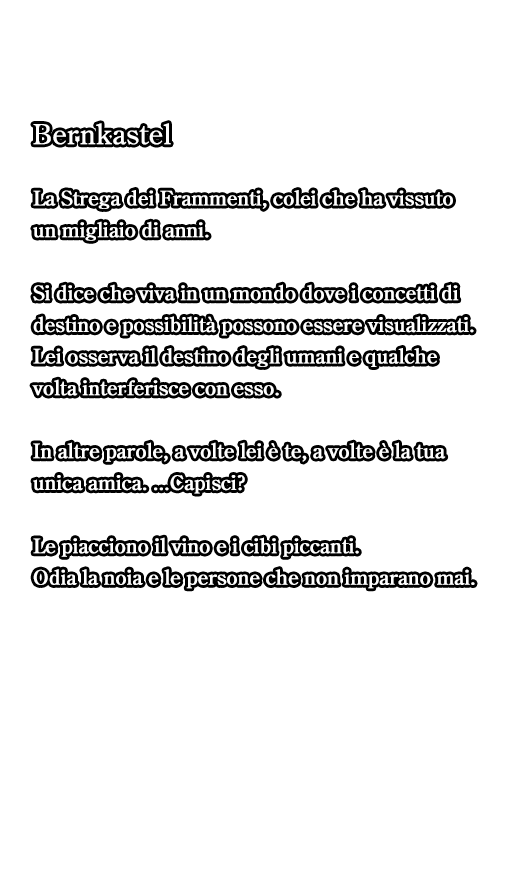 Bernkastel
La Strega dei Frammenti, colei che ha vissuto
un migliaio di anni.
Si dice che viva in un mondo dove i concetti di
destino e possibilità possono essere visualizzati.
Lei osserva il destino degli umani e qualche
volta interferisce con esso.
In altre parole, a volte lei è te, a volte è la tua
unica amica. ...Capisci?
Le piacciono il vino e i cibi piccanti.
Odia la noia e le persone che non imparano mai.